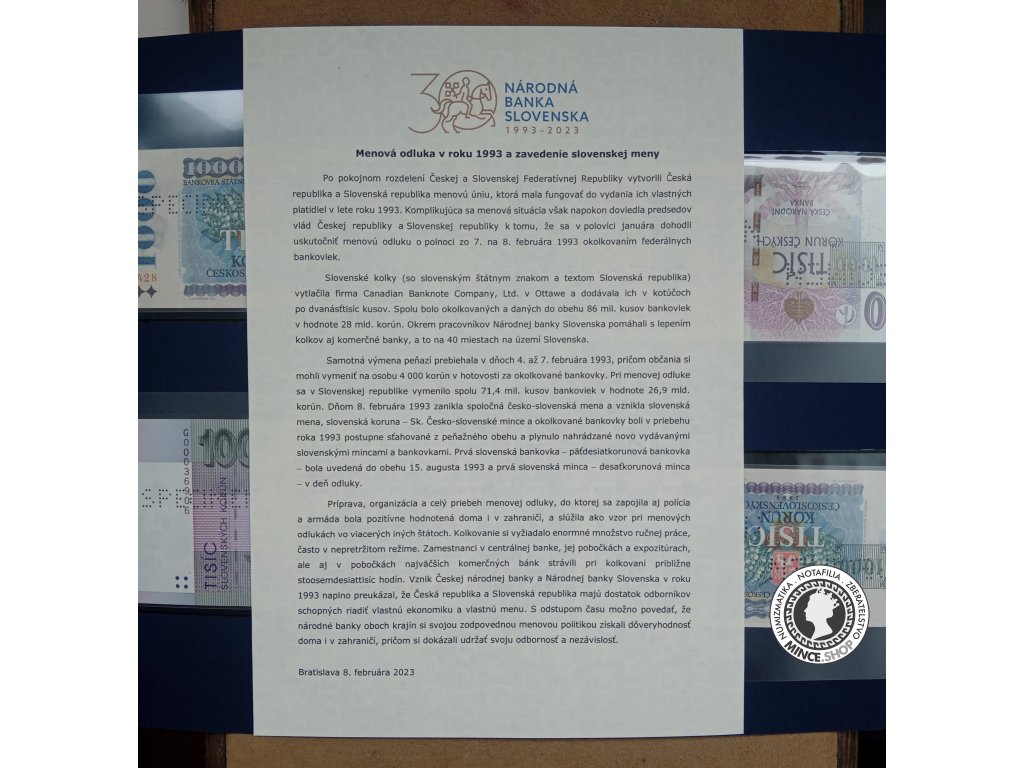 30
NÁRODNÁ
BANKA
SLOVENSKA
1993-2023
Menová odluka v roku 1993 a zavedenie slovenskej meny
Po pokojnom rozdelení Českej a Slovenskej Federatívnej Republiky vytvorili Česká
republika a Slovenská republika menovú úniu, ktorá mala fungovať do vydania ich vlastných
platidiel v lete roku 1993. Komplikujúca sa menová situácia však napokon doviedla predsedov
vlád Českej republiky a Slovenskej republiky k tomu, že sa v polovici januára dohodli
uskutočniť menovú odluku o polnoci zo 7. na 8. februára 1993 okolkovaním federálnych
bankoviek.
Slovenské kolky (so slovenským štátnym znakom a textom Slovenská republika)
vytlačila firma Canadian Banknote Company, Ltd. v Ottawe a dodávala ich v kotúčoch
po dvanásťtisíc kusov. Spolu bolo okolkovaných a daných do obehu 86 mil. kusov bankoviek
v hodnote 28 mld. korún. Okrem pracovníkov Národnej banky Slovenska pomáhali s lepením
kolkov aj komerčné banky, a to na 40 miestach na území Slovenska.
Samotná výmena peňazí prebiehala v dňoch 4. až 7. februára 1993, pričom občania si
mohli vymeniť na osobu 4 000 korún v hotovosti za okolkované bankovky. Pri menovej odluke
sa v Slovenskej republike vymenilo spolu 71,4 mil. kusov bankoviek v hodnote 26,9 mld.
korún. Dňom 8. februára 1993 zanikla spoločná česko-slovenská mena a vznikla slovenská
mena, slovenská koruna – Sk. Česko-slovenské mince a okolkované bankovky boli v priebehu
roka 1993 postupne sťahované z peňažného obehu a plynulo nahrádzané novo vydávanými
slovenskými mincami a bankovkami. Prvá slovenská bankovka – päťdesiatkorunová bankovka
– bola uvedená do obehu 15. augusta 1993 a prvá slovenská minca – desaťkorunová minca
– v deň odluky.
Príprava, organizácia a celý priebeh menovej odluky, do ktorej sa zapojila aj polícia
a armáda bola pozitívne hodnotená doma i v zahraničí, a slúžila ako vzor pri menových
odlukách vo viacerých iných štátoch. Kolkovanie si vyžiadalo enormné množstvo ručnej práce,
často v nepretržitom režime. Zamestnanci v centrálnej banke, jej pobočkách a expozitúrach,
ale aj v pobočkách najväčších komerčných bánk strávili pri kolkovaní približne
stoosemdesiattisíc hodín. Vznik Českej národnej banky a Národnej banky Slovenska v roku
1993 naplno preukázal, že Česká republika a Slovenská republika majú dostatok odborníkov
schopných riadiť vlastnú ekonomiku a vlastnú menu. S odstupom času možno povedať, že
národné banky oboch krajín si svojou zodpovednou menovou politikou získali dôveryhodnosť
doma i v zahraničí, pričom si dokázali udržať svoju odbornosť a nezávislosť.
Bratislava 8. februára 2023
1000
BANKOVKA STÁTN
1000
TI
KO
ČESKOS
428
G00003906
100
SPE
TISÍC
SLOVENSKÝCH KORUN
ČESKÁ NÁRODNÍ
BANKA
KORUN ČESKÝCH
TISÍC
ČESKOSLOVENSKÝCH
KORUN
TISÍC
NUMIZMATIKA . NOTAFILIA . ZBERATEĽSTVO
MINCE.SHOP